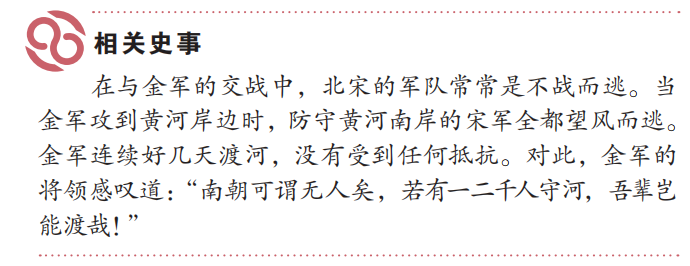 相关史事
在与金军的交战中，北宋的军队常常是不战而逃。当
金军攻到黄河岸边时，防守黄河南岸的宋军全都望风而逃。
金军连续好几天渡河，没有受到任何抵抗。对此，金军的
将领感叹道：“南朝可谓无人矣，若有一二千人守河，吾辈岂
能渡哉！”